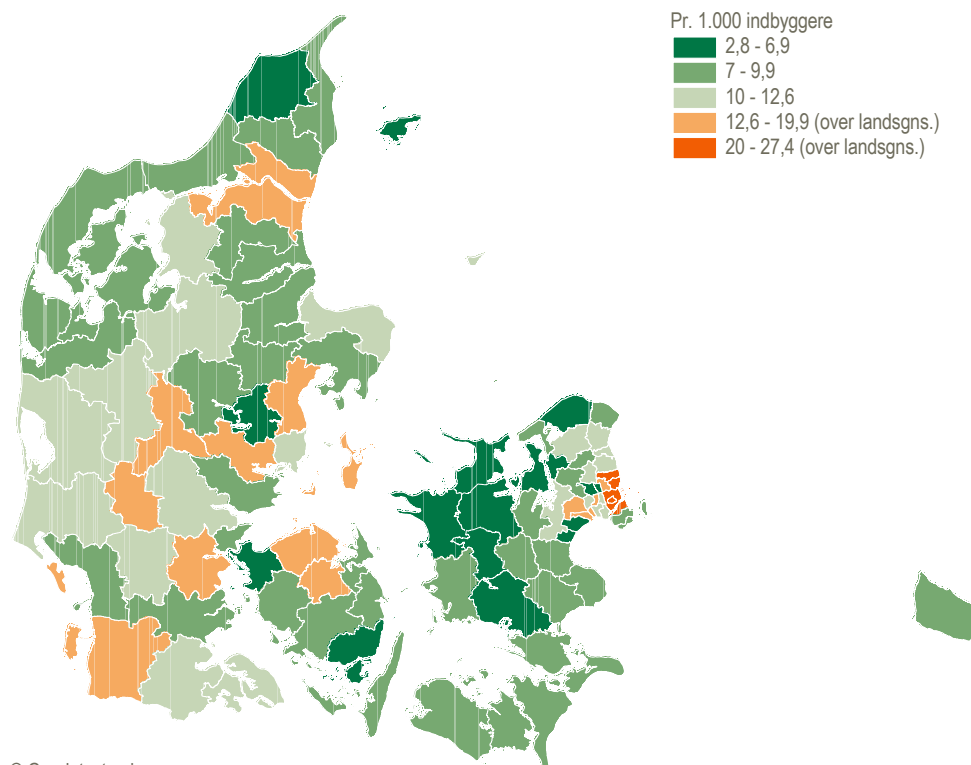 Pr. 1.000 indbyggere
2,8 - 6,9
7 - 9,9
10 - 12,6
12,6 - 19,9 (over landsgns.)
20 - 27,4 (over landsgns.)